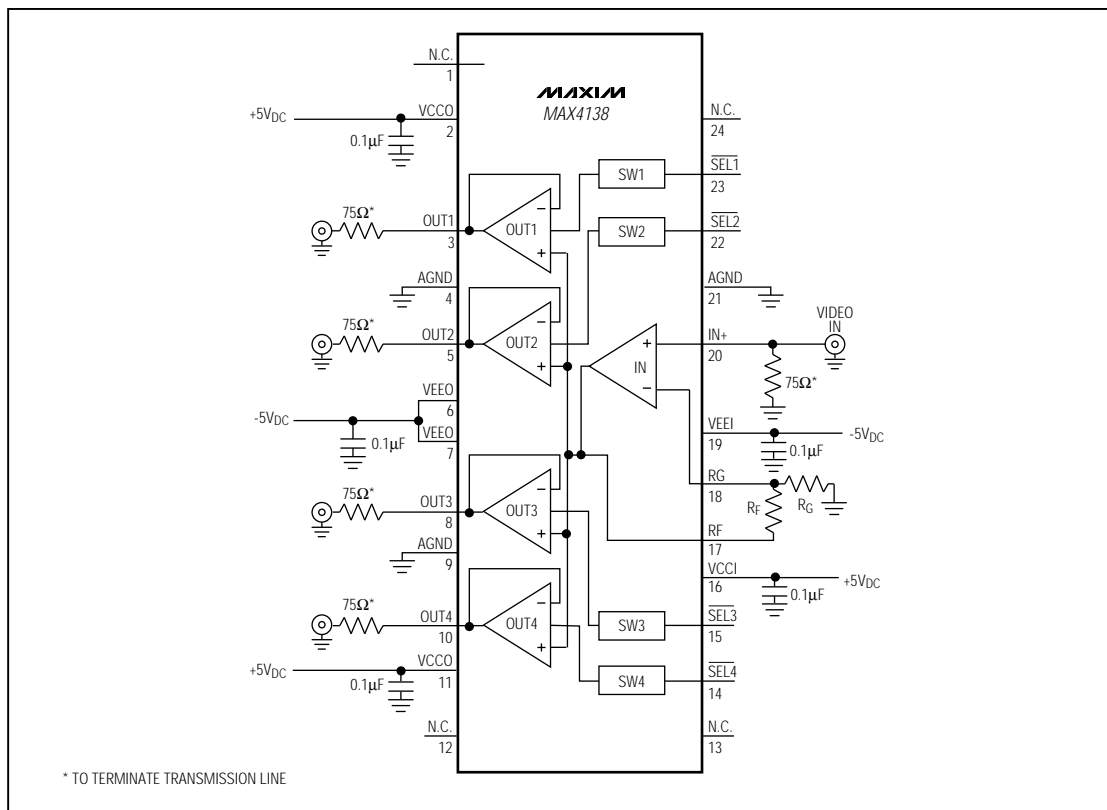 N.C.
1
+5VDC
VCCO
2
0.1µF
75Ω*
OUT1
3
AGND
4
75Ω*
OUT2
5
VEEO
6
-5VDC
VEEO
7
0.1µF
75Ω*
OUT3
8
AGND
9
75Ω*
OUT4
10
+5VDC
VCCO
11
0.1µF
N.C.
12
MAXIM
MAX4138
SW1
SW2
OUT1
-
+
OUT2
-
+
IN
+
-
OUT3
-
+
OUT4
-
+
SW3
SW4
N.C.
24
S̅E̅L̅1̅
23
S̅E̅L̅2̅
22
AGND
21
VIDEO
IN
IN+
20
75Ω*
VEEI
19
-5VDC
0.1µF
RG
18
RF
RG
RF
17
VCCI
16
+5VDC
0.1µF
S̅E̅L̅3̅
15
S̅E̅L̅4̅
14
N.C.
13
* TO TERMINATE TRANSMISSION LINE